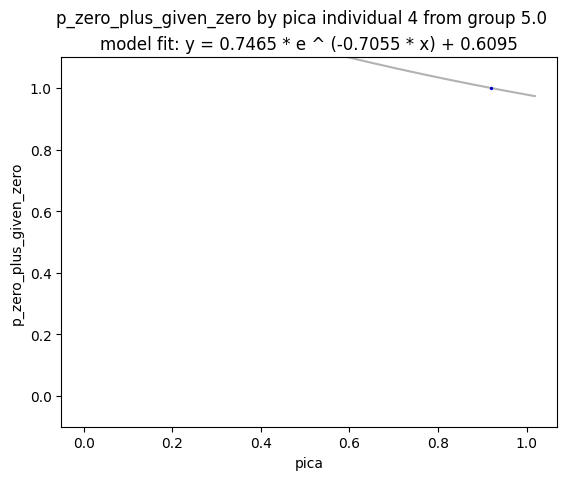 p_zero_plus_given_zero by pica individual 4 from group 5.0
model fit: y = 0.7465 * e ^ (-0.7055 * x) + 0.6095
1.0
0.8
0.6
0.4
0.2
0.0
p_zero_plus_given_zero
0.0 0.2 0.4 0.6 0.8 1.0
pica